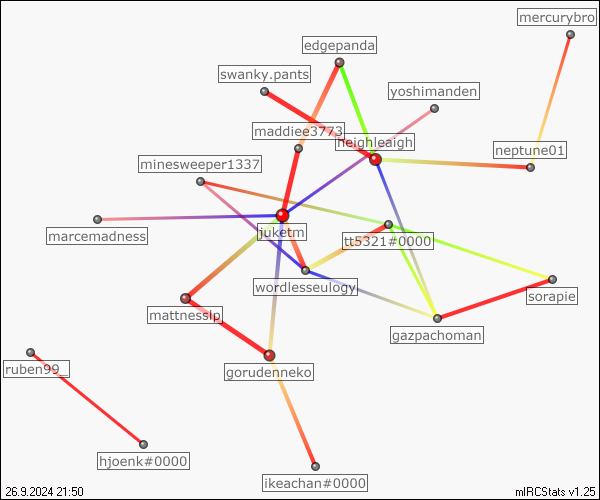 mercurybro
edgepanda
swanky.pants
yoshimanden
maddiee3773
neighleaigh
neptune01
minesweeper1337
juketm
tt5321#0000
marcemadness
wordlesseulogy
sorapie
mattnesslp
gazpachoman
ruben99_
gorudenneko
hjoenk#0000
ikeachan#0000
26.9.2024 21:50
mIRCStats v1.25